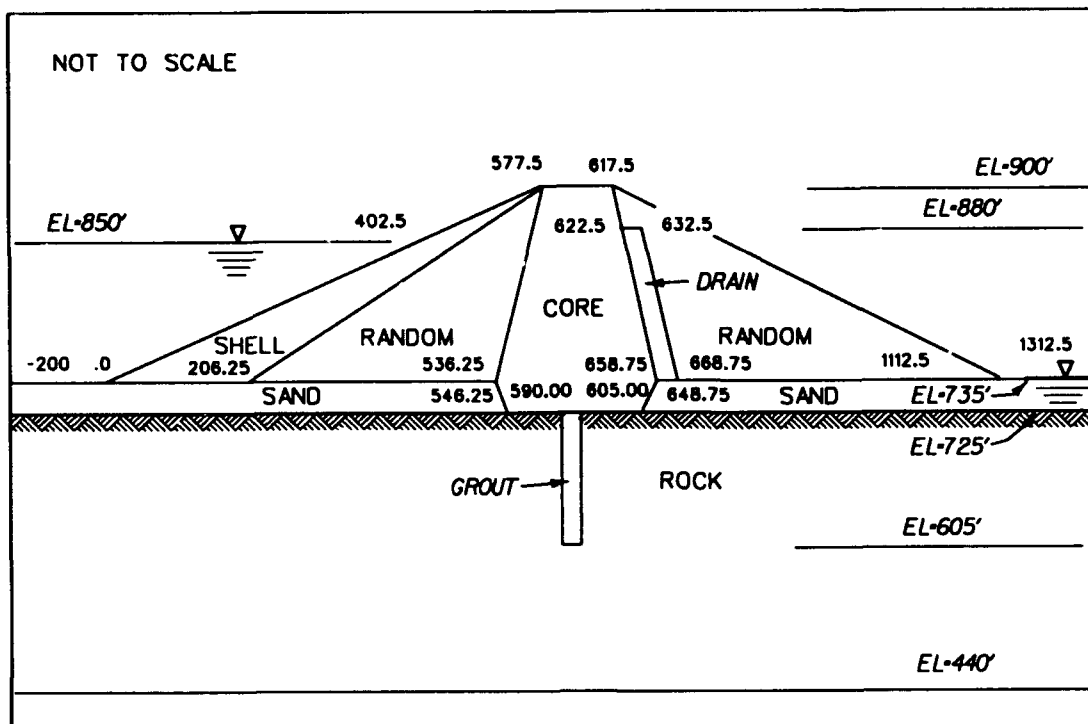 NOT TO SCALE
577.5 617.5
EL=900'
EL=850'
402.5
622.5
632.5
EL=880'
DRAIN
CORE
RANDOM
SHELL
RANDOM
-200 .0
206.25
536.25
658.75
668.75
1112.5
1312.5
SAND
546.25
590.00 605.00
648.75
SAND
EL=735'
EL=725'
GROUT
ROCK
EL=605'
EL=440'